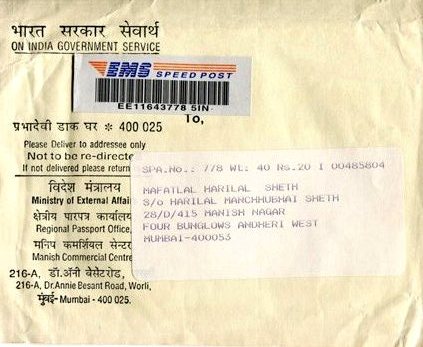 भारत सरकार सेवार्थ
ON INDIA GOVERNMENT SERVICE
EMS SPEED POST
EE11643778 5IN
To,
प्रभादेवी डाक घर * 400 025
Please Deliver to addressee only
Not to be re-directe
If not delivered please return
SPA.No.: 778 Wt: 40 Rs.20 I 00485804
MAFATLAL HARILAL SHETH
S/o HARILAL MANCHHUBHAI SHETH
28/D/415 MANISH NAGAR
FOUR BUNGLOWS ANDHERI WEST
MUMBAI-400053
विदेश मंत्रालय
Ministry of External Affai
क्षेत्रीय पारपत्र कार्यालय
Regional Passport Office,
मनिष कमर्शियल सेन्टर
Manish Commercial Centre
216-A, डॉ.ॲनी बेसेंटरोड,
216-A, Dr.Annie Besant Road, Worli,
मुंबई- Mumbai - 400 025.